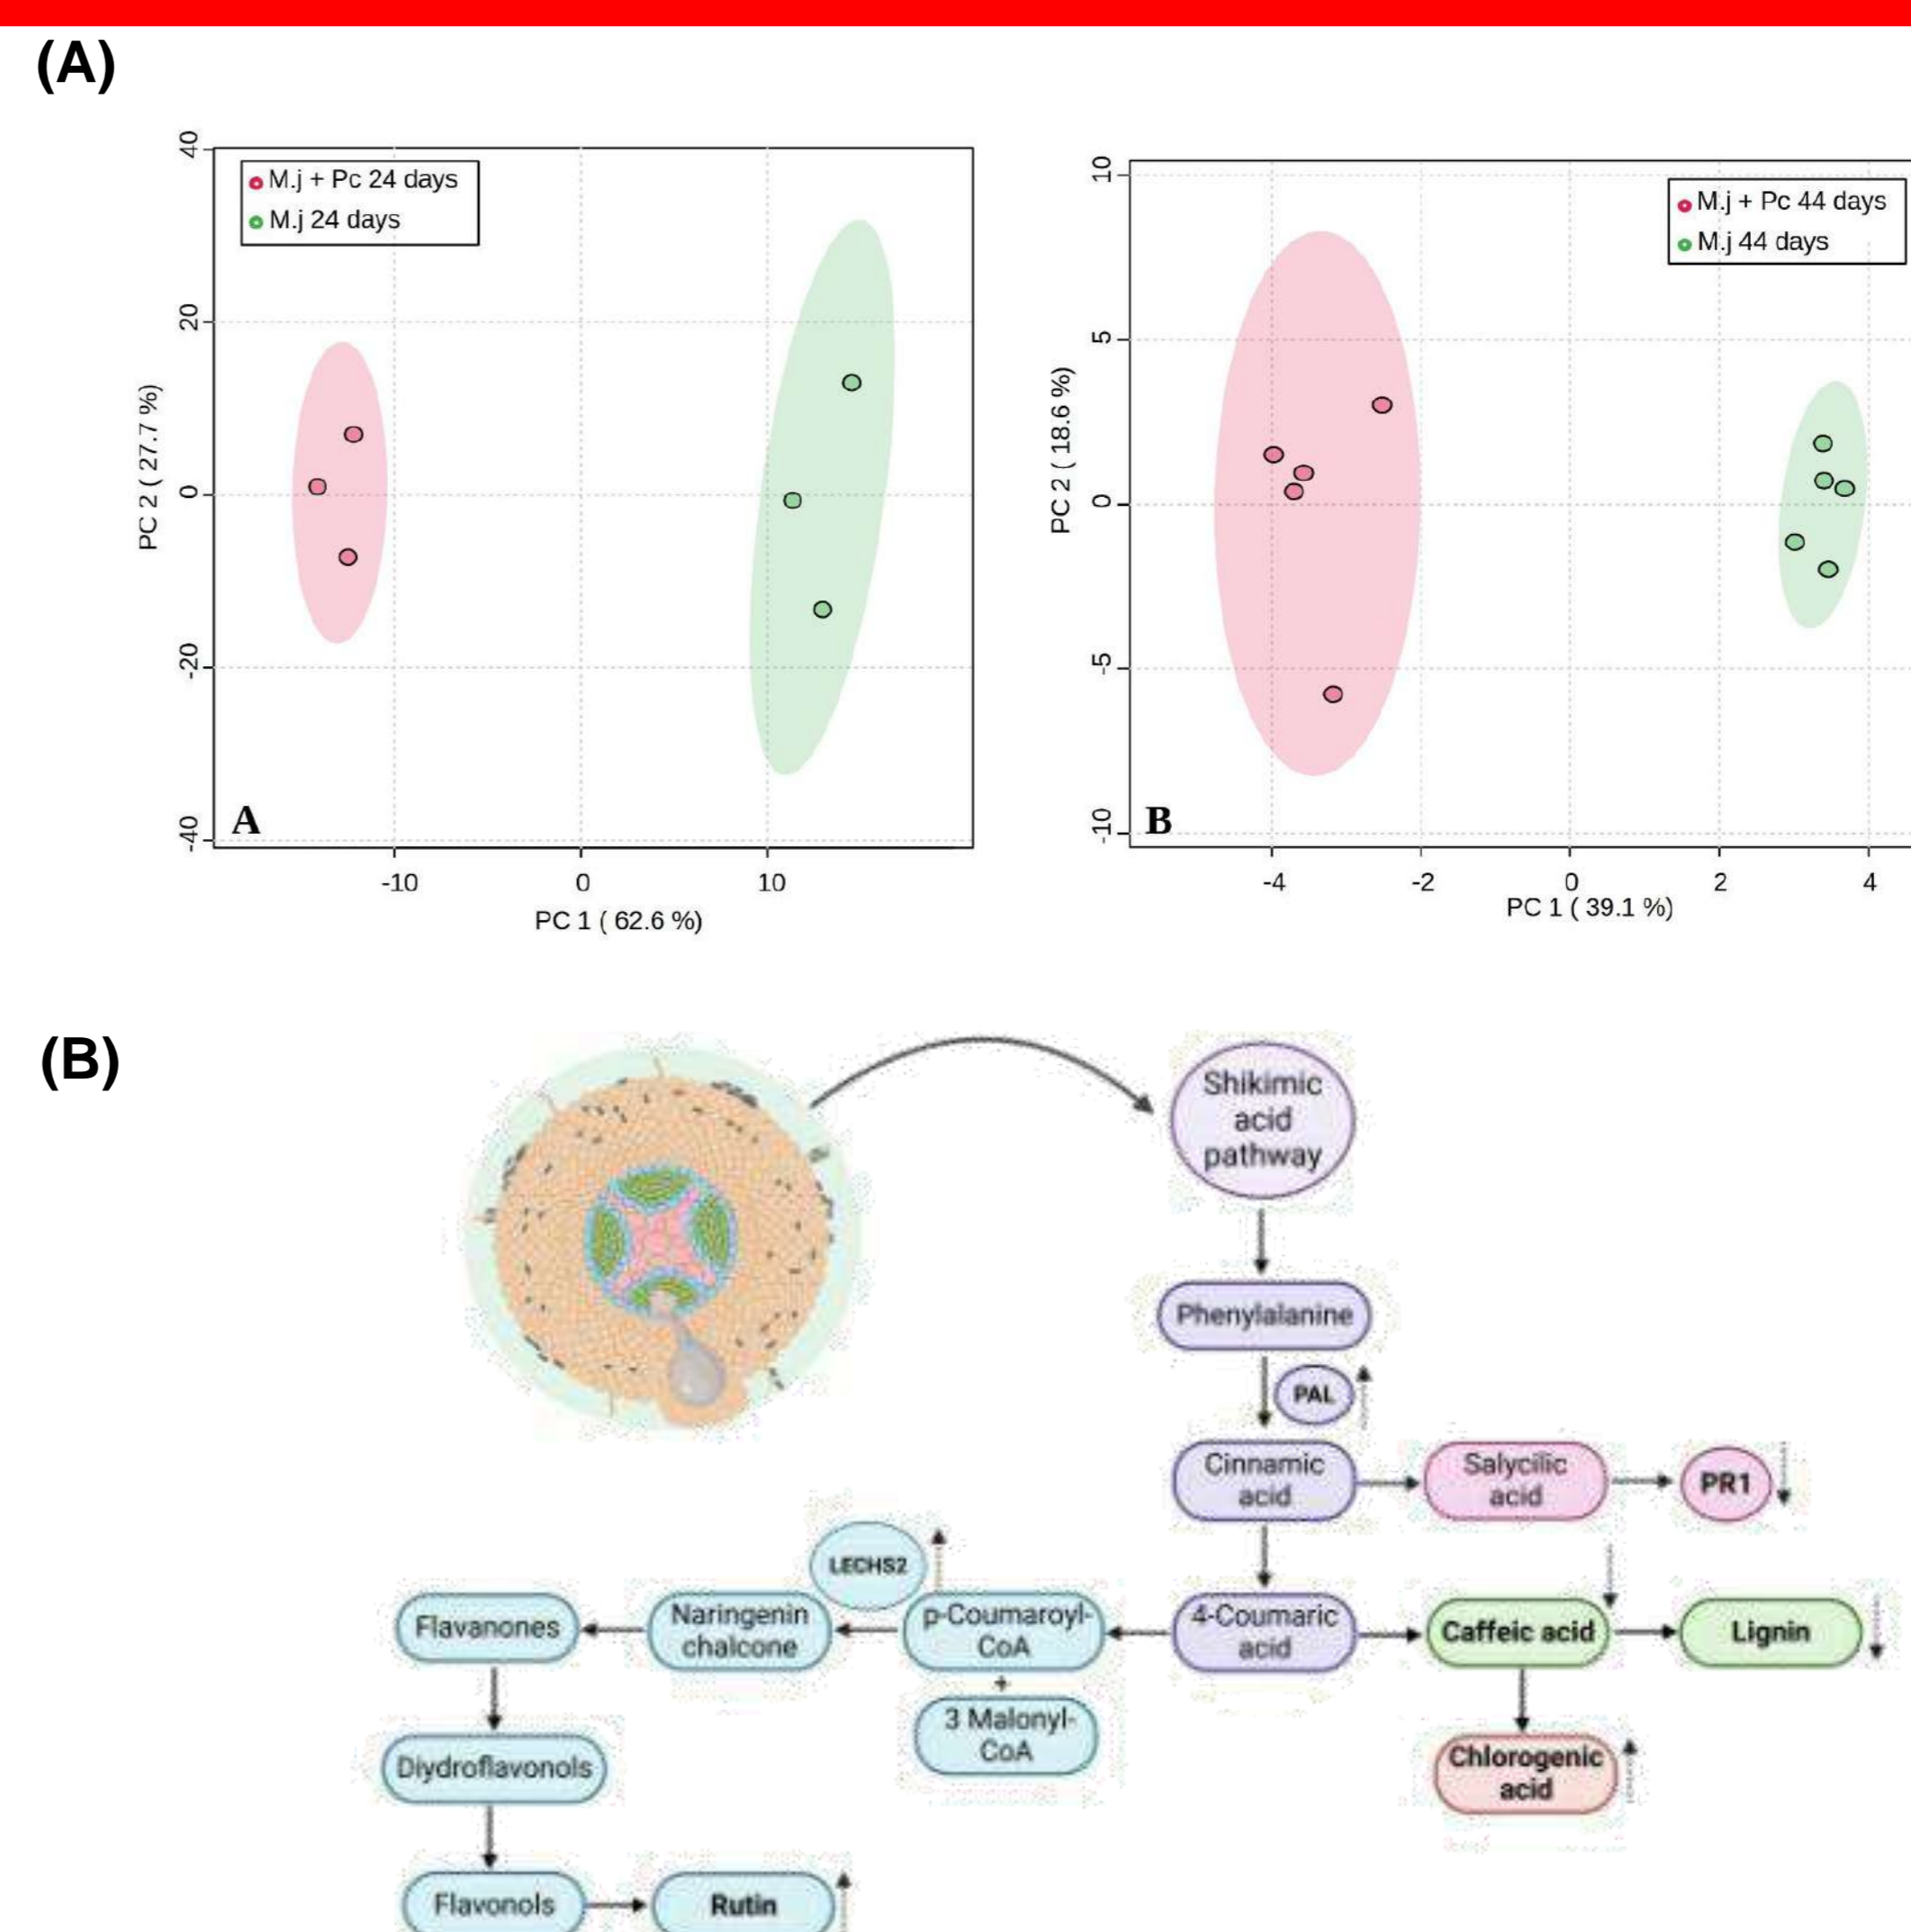 (A)
40
20
0
-20
-40
PC 2 ( 27.7 %)
M.j + Pc 24 days
M.j 24 days
A
-10
0
10
PC 1 ( 62.6 %)
10
5
0
-5
-10
PC 2 ( 18.6 %)
M.j + Pc 44 days
M.j 44 days
B
-4
-2
0
2
4
PC 1 ( 39.1 %)
(B)
Shikimic
acid
pathway
Phenylalanine
PAL
Cinnamic
acid
Salycilic
acid
PR1
LECHS2
Flavanones
Naringenin
chalcone
p-Coumaroyl-
CoA
+
3 Malonyl-
CoA
4-Coumaric
acid
Caffeic acid
Lignin
Diydroflavonols
Chlorogenic
acid
Flavonols
Rutin